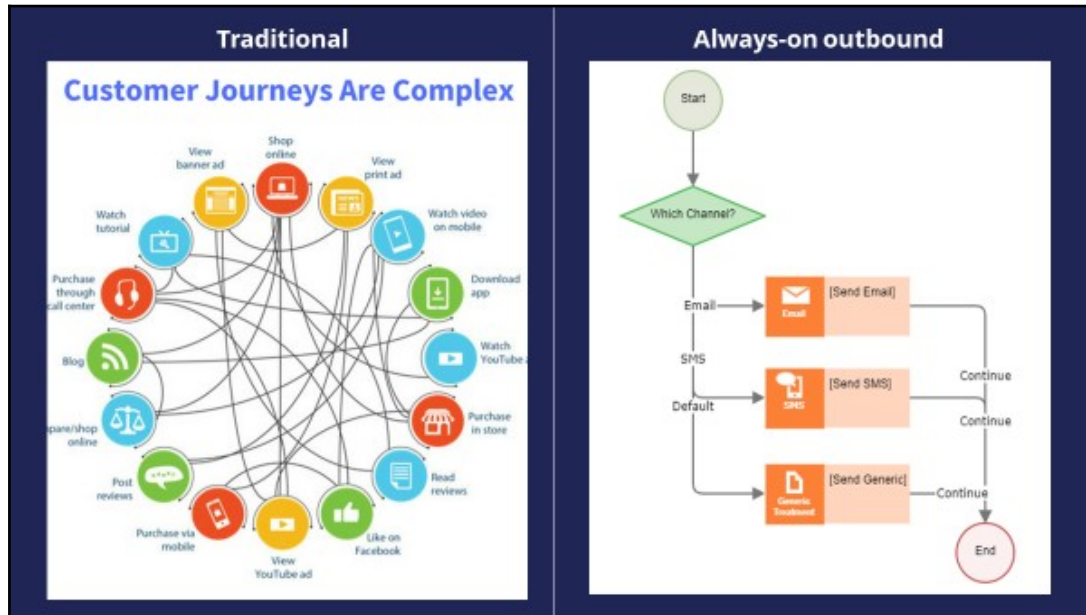 Traditional
Customer Journeys Are Complex
Shop
online
View
banner ad
View
print ad
Watch
tutorial
Watch video
on mobile
Purchase
through
call center
Download
app
Blog
Watch
YouTube a
pare/shop
online
Purchase
in store
Post
reviews
Read
reviews
Purchase via
mobile
Like on
Facebook
View
YouTube ad
NEWS
Always-on outbound
Start
Which Channel?
Email
Email
[Send Email]
SMS
Continue
Default
SMS
[Send SMS]
Continue
Generic
Treatment
[Send Generic]
Continue
End